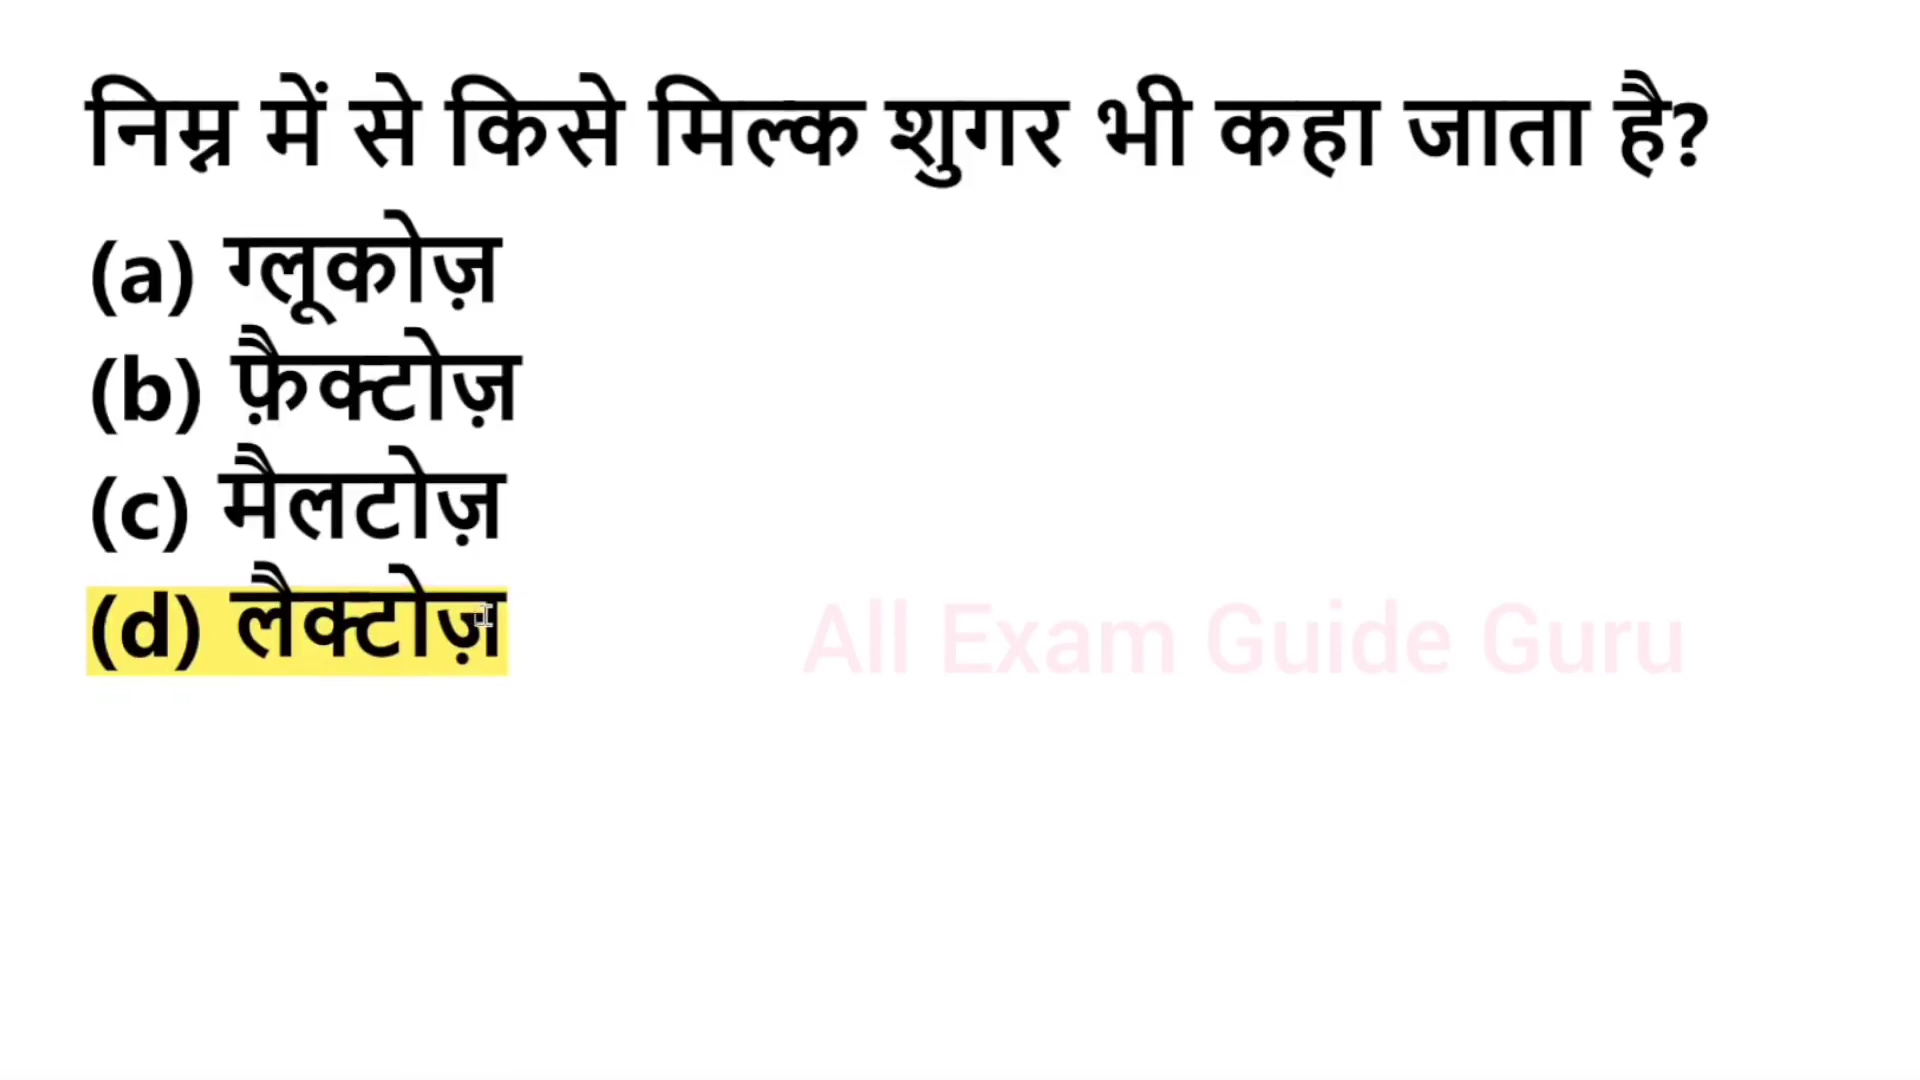 निम्न में से किसे मिल्क शुगर भी कहा जाता है?
(a) ग्लूकोज़
(b) फ़ैक्टोज़
(c) मैलटोज़
(d) लैक्टोज़
All Exam Guide Guru